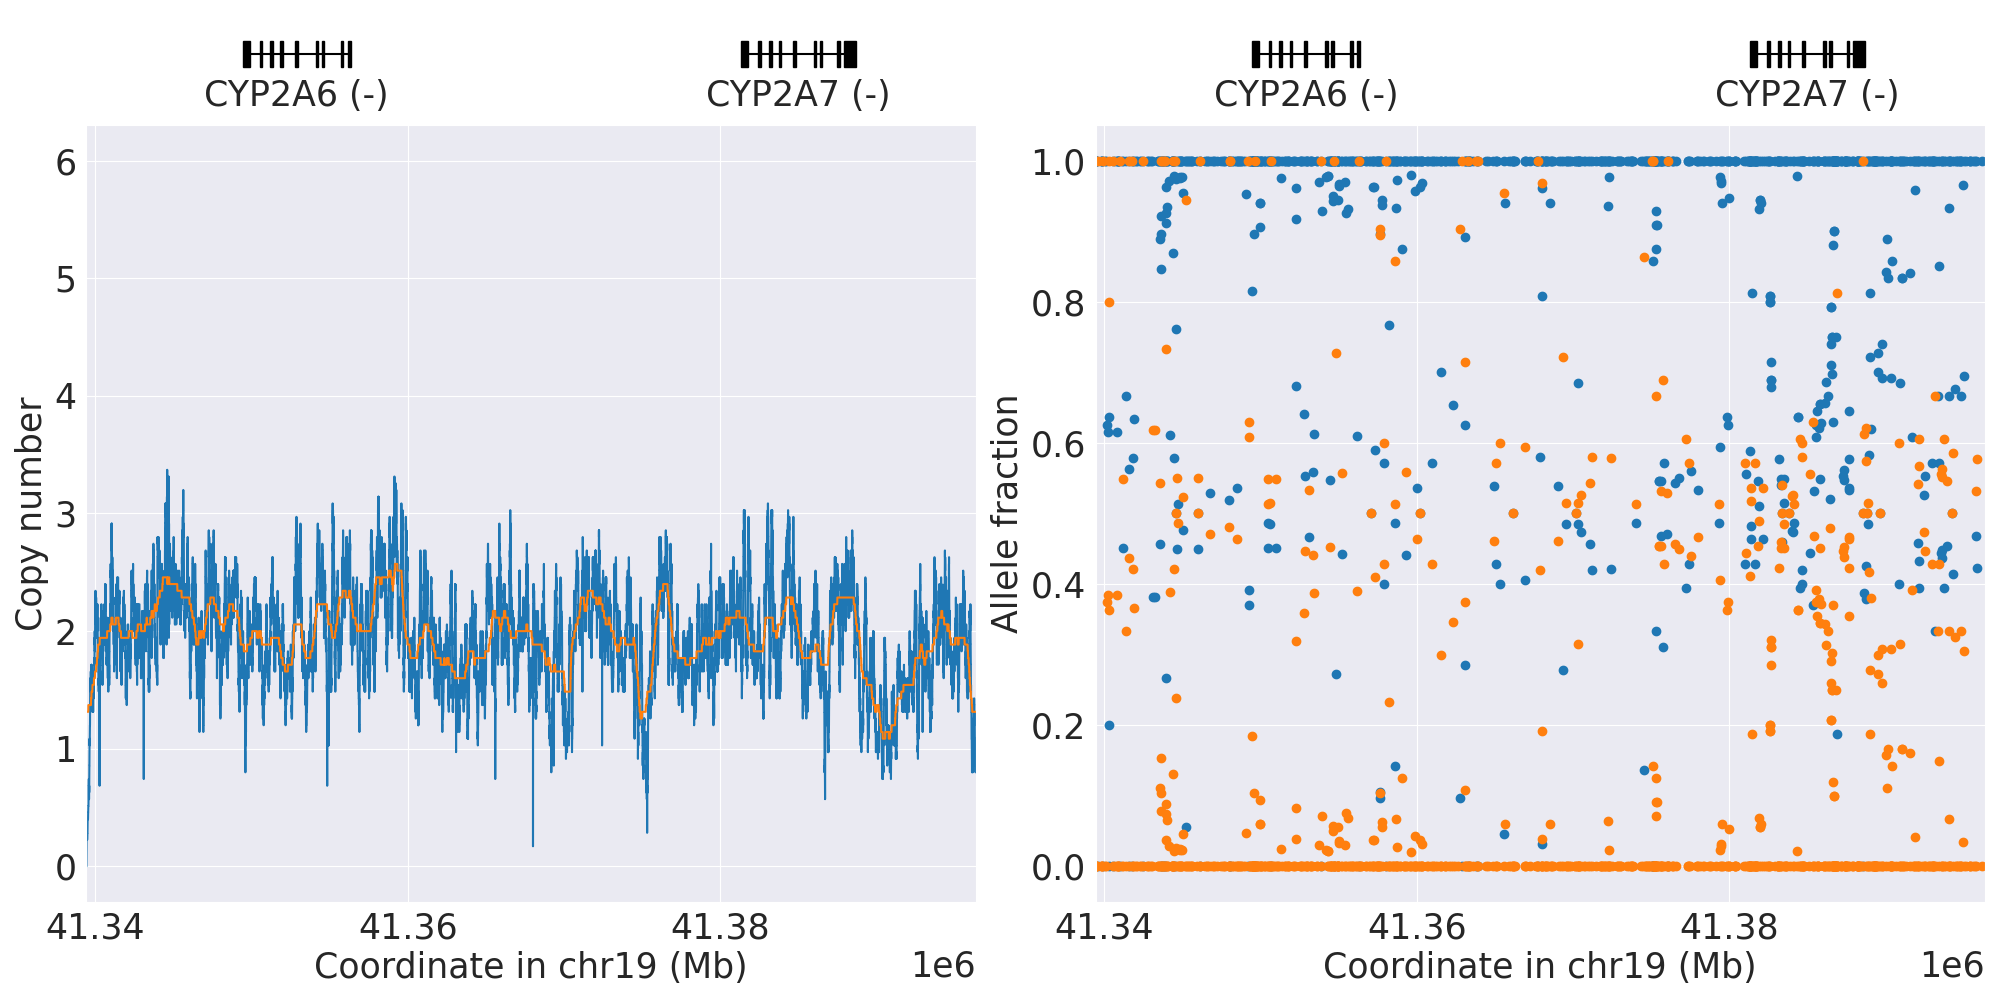 CYP2A6 (-)
CYP2A7 (-)
6
5
4
3
2
1
0
Copy number
41.34
41.36
41.38
Coordinate in chr19 (Mb)
1e6
CYP2A6 (-)
CYP2A7 (-)
1.0
0.8
0.6
0.4
0.2
0.0
Allele fraction
41.34
41.36
41.38
Coordinate in chr19 (Mb)
1e6